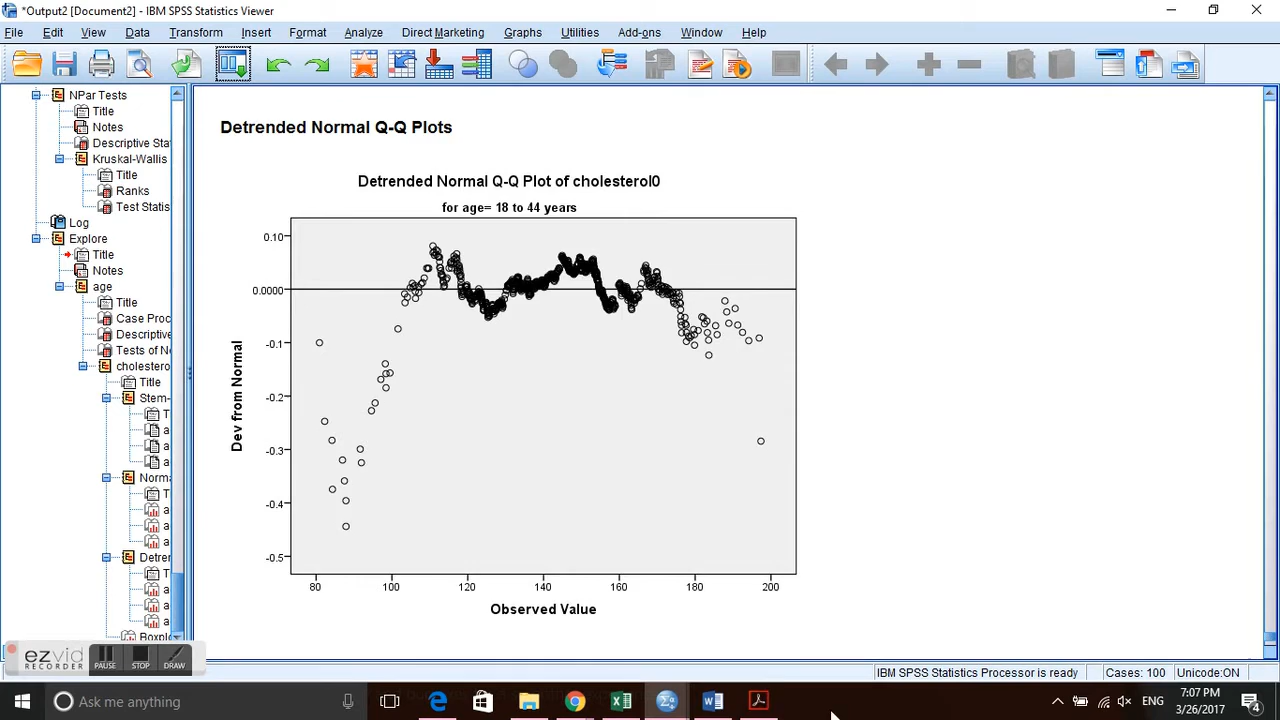 *Output2 [Document2] - IBM SPSS Statistics Viewer
File Edit View Data Transform Insert Format Analyze Direct Marketing Graphs Utilities Add-ons Window Help
NPar Tests
Title
Notes
Descriptive Sta
Kruskal-Wallis
Title
Ranks
Test Statis
Log
Explore
Title
Notes
age
Title
Case Proc
Descriptive
Tests of No
cholestero
Title
Stem-
T
a
a
a
Norma
T
a
a
a
Detren
T
a
a
a
Boxplo
Detrended Normal Q-Q Plots
Detrended Normal Q-Q Plot of cholesterol0
for age= 18 to 44 years
0.10
0.0000
-0.1
-0.2
-0.3
-0.4
-0.5
Dev from Normal
80 100 120 140 160 180 200
Observed Value
ezvid
RECORDER
PAUSE STOP DRAW
IBM SPSS Statistics Processor is ready Cases: 100 Unicode:ON
Ask me anything
ENG
7:07 PM
3/26/2017
4